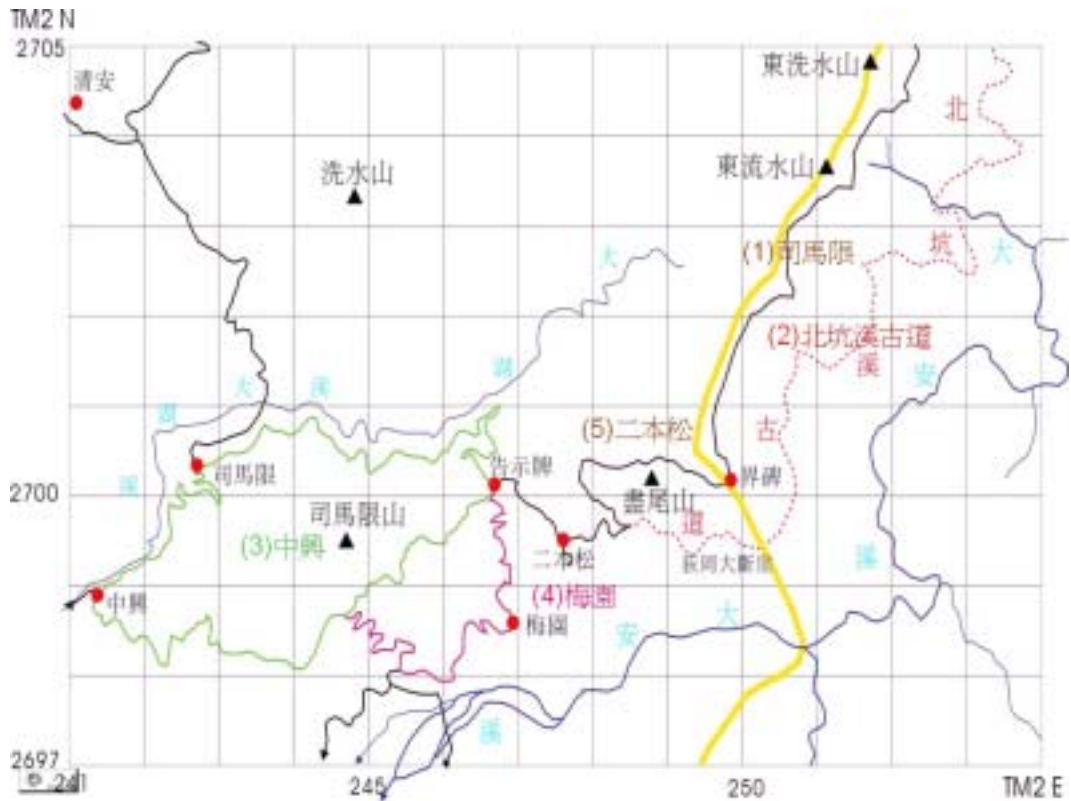 TM2 N
2705
清安
東洗水山
北
洗水山
東流水山
坑
大
大
(1)司馬限
(2)北坑溪古道
溪
安
湖
溪
大
湖
溪
(5)二本松
古
告示牌
司馬限
界碑
2700
盡尾山
道
司馬限山
(3)中興
二本松
溪
(4)梅園
中興
梅園
大
安
溪
2697
241
245
250
TM2 E